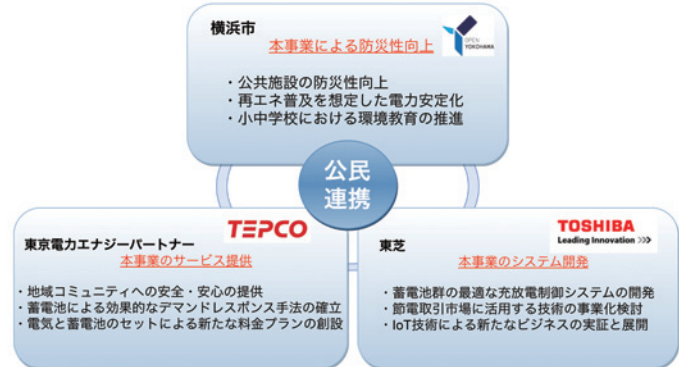 横浜市
本事業による防災性向上
OPEN
YOKOHAMA
・公共施設の防災性向上
・再エネ普及を想定した電力安定化
・小中学校における環境教育の推進
公民
連携
東京電力エナジーパートナー
TEPCO
本事業のサービス提供
・地域コミュニティへの安全・安心の提供
・蓄電池による効果的なデマンドレスポンス手法の確立
・電気と蓄電池のセットによる新たな料金プランの創設
東芝
TOSHIBA
Leading Innovation >>>
本事業のシステム開発
・蓄電池群の最適な充放電制御システムの開発
・節電取引市場に活用する技術の事業化検討
・IoT技術による新たなビジネスの実証と展開